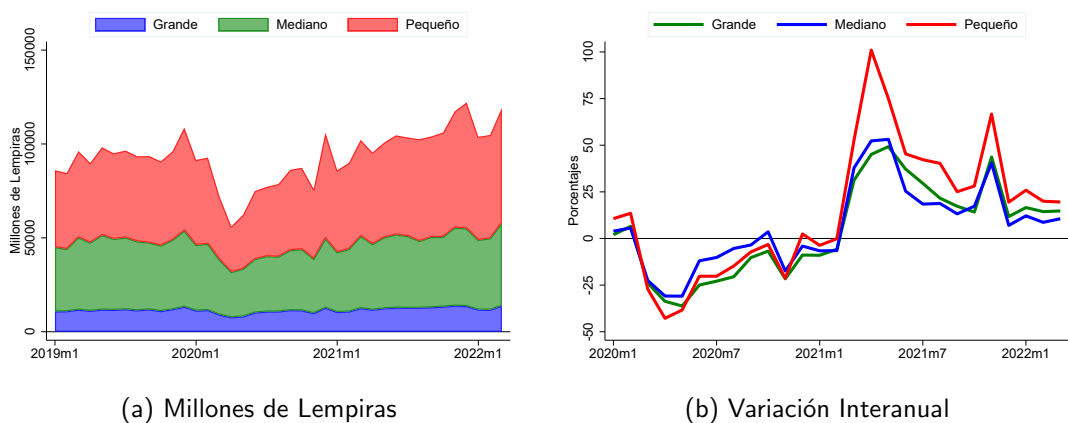 Grande Mediano Pequeño
Millones de Lempiras
150000
100000
50000
0
2019m1 2020m1 2021m1 2022m1
(a) Millones de Lempiras
Grande Mediano Pequeño
Porcentajes
100
75
50
25
0
-25
-50
2020m1 2020m7 2021m1 2021m7 2022m1
(b) Variación Interanual